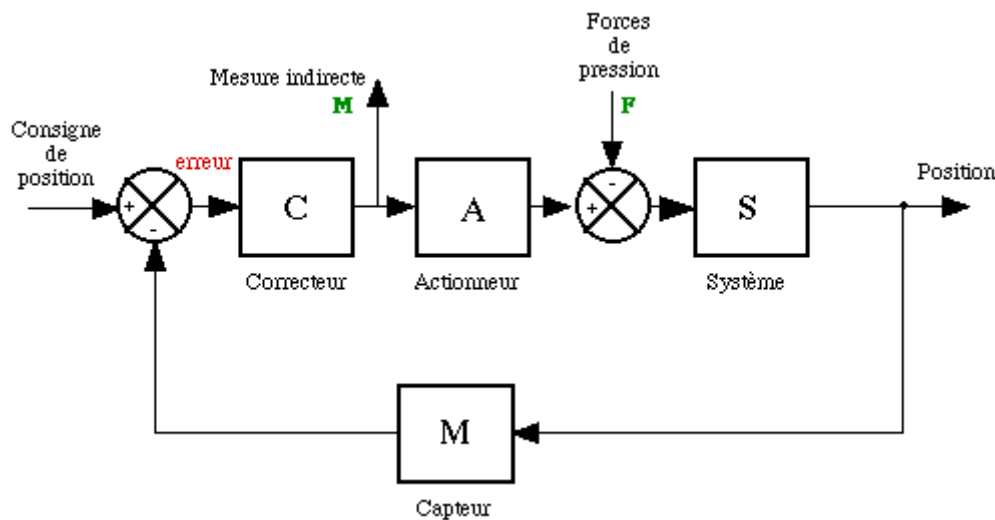 Forces
de
pression
Mesure indirecte
M
F
Consigne
de
position
erreur
Position
+
-
C
A
-
+
S
Correcteur
Actionneur
Système
M
Capteur